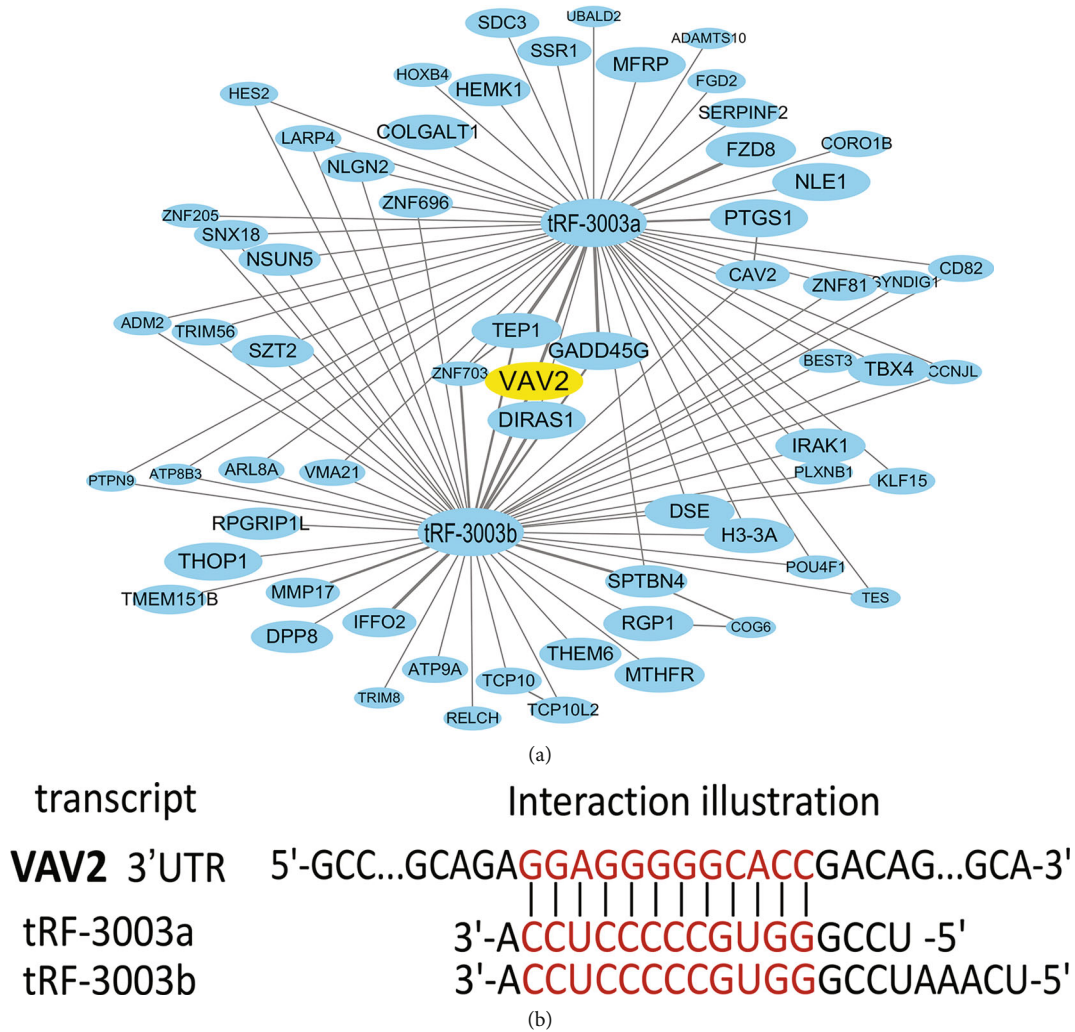 UBALD2
SDC3
ADAMTS10
SSR1
MFRP
HOXB4
FGD2
HES2
HEMK1
SERPINF2
COLGALT1
LARP4
FZD8
CORO1B
NLGN2
NLE1
ZNF696
ZNF205
tRF-3003a
PTGS1
SNX18
NSUN5
CAV2
ZNF81
SYNDIG1
CD82
ADM2
TRIM56
TEP1
SZT2
GADD45G
BEST3
TBX4
CCNJL
ZNF703
VAV2
DIRAS1
IRAK1
PTPN9
ATP8B3
ARL8A
VMA21
PLXNB1
KLF15
RPGRIP1L
tRF-3003b
DSE
H3-3A
THOP1
POU4F1
TMEM151B
MMP17
SPTBN4
TES
DPP8
IFFO2
RGP1
COG6
ATP9A
THEM6
MTHFR
TRIM8
TCP10
RELCH
TCP10L2
(a)
transcript Interaction illustration
VAV2 3'UTR 5'-GCC...GCAGAGGAGGGGGCACCGACAG...GCA-3'
tRF-3003a 3'-ACCUCCCCCGUGGGCCU -5'
tRF-3003b 3'-ACCUCCCCCGUGGGCCUAAACU-5'
(b)